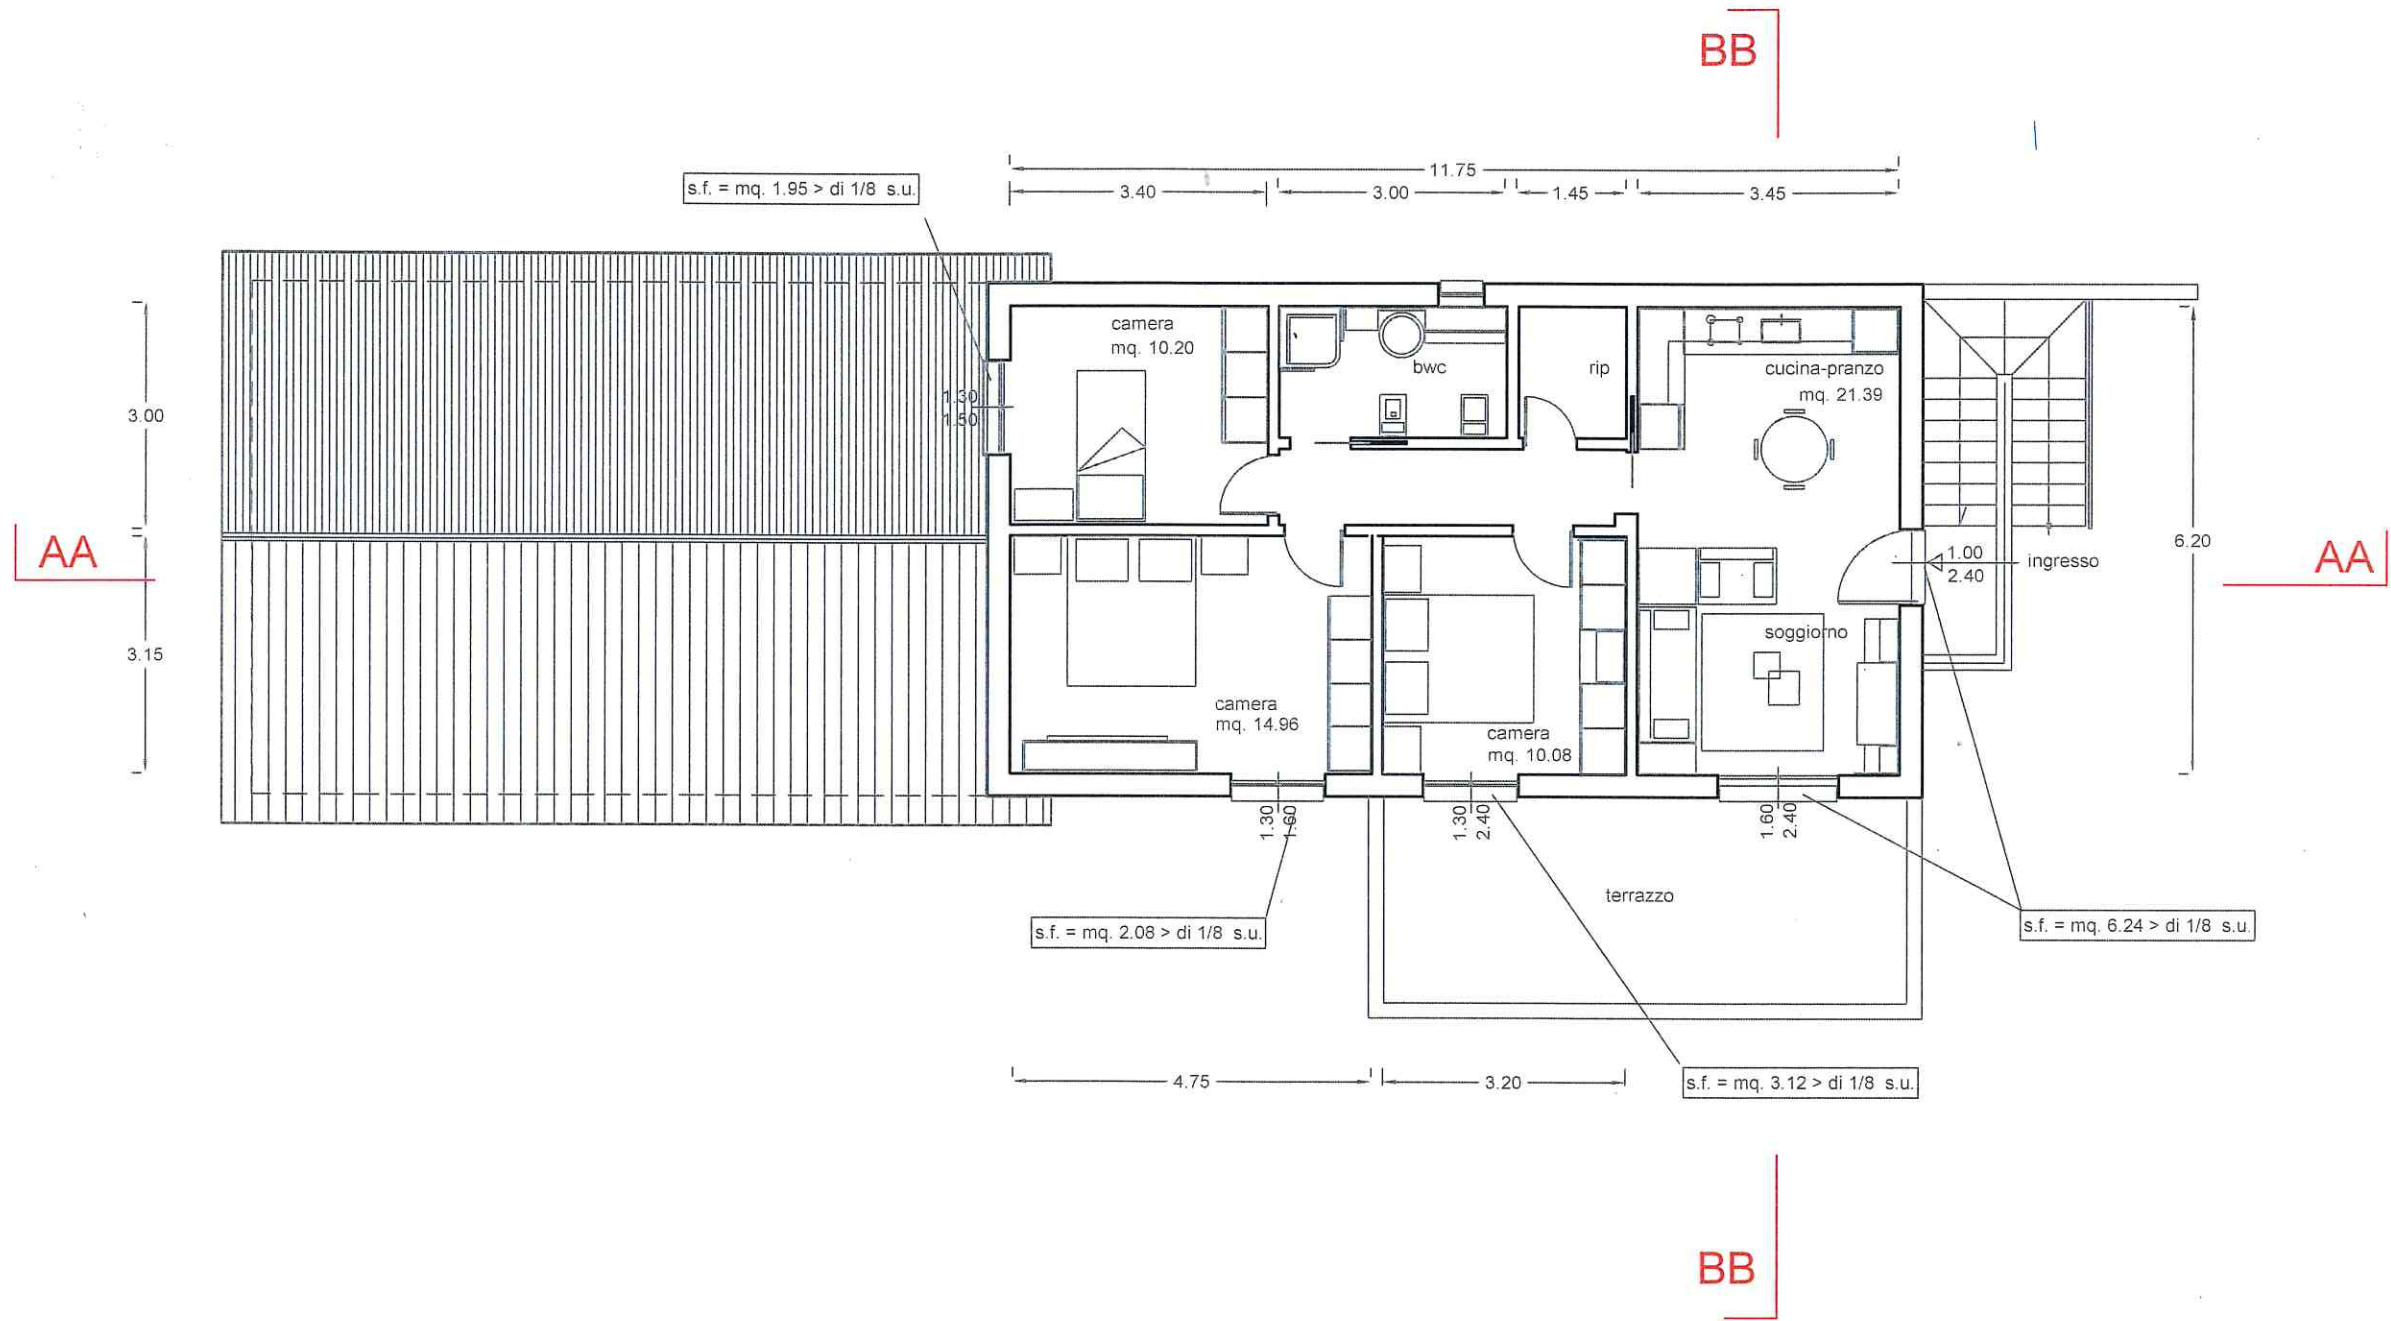 BB
11.75
3.40
3.00
1.45
3.45
s.f. = mq. 1.95 > di 1/8 s.u.
camera
mq. 10.20
bwc
rip
cucina-pranzo
mq. 21.39
1.30
1.50
3.00
AA
3.15
6.20
1.00
2.40
ingresso
AA
soggiorno
camera
mq. 14.96
camera
mq. 10.08
1.30
1.60
1.30
2.40
1.60
2.40
terrazzo
s.f. = mq. 2.08 > di 1/8 s.u.
s.f. = mq. 6.24 > di 1/8 s.u.
4.75
3.20
s.f. = mq. 3.12 > di 1/8 s.u.
BB